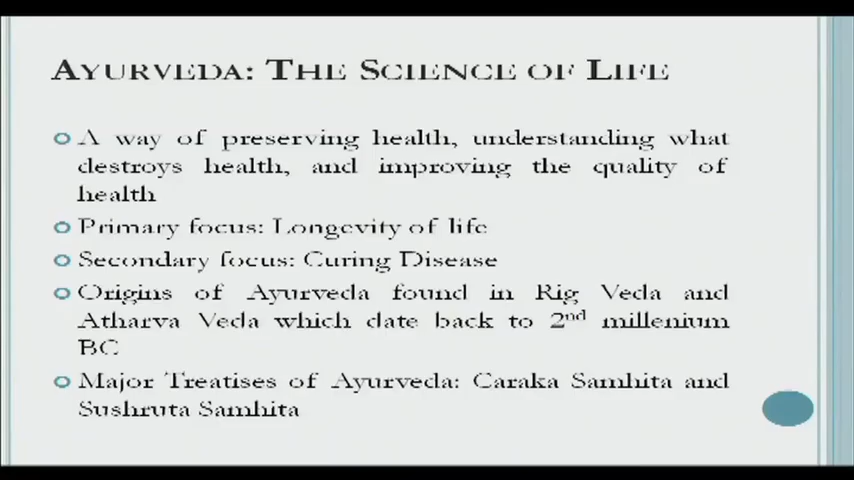 AYURVEDA: THE SCIENCE OF LIFE
A way of preserving health, understanding what
destroys health, and improving the quality of
health
Primary focus: Longevity of life
Secondary focus: Curing Disease
Origins of Ayurveda found in Rig Veda and
Atharva Veda which date back to 2nd millenium
BC
Major Treatises of Ayurveda: Caraka Samhita and
Sushruta Samhita